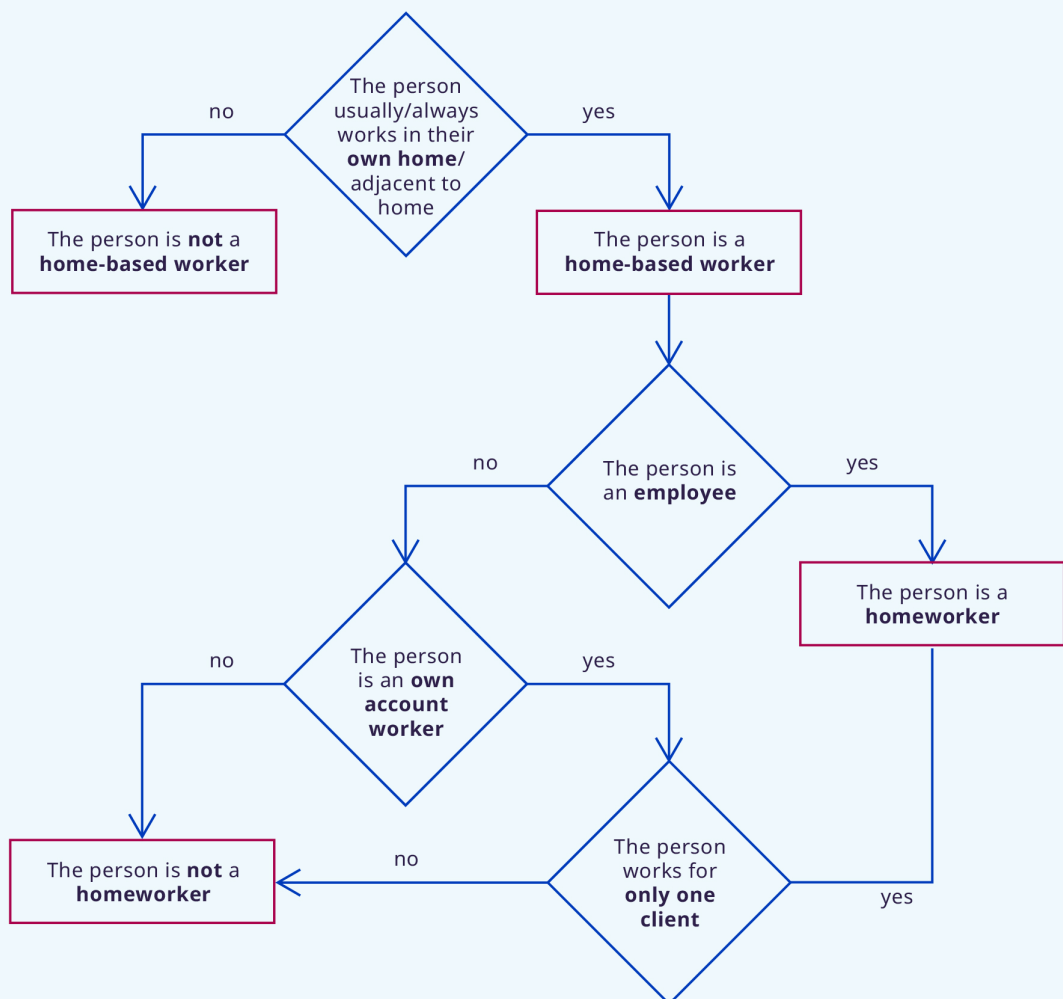 The person
usually/always
works in their
own home/
adjacent to
home
no
yes
The person is not a
home-based worker
The person is a
home-based worker
The person is
an employee
no
yes
The person is a
homeworker
The person
is an own
account
worker
no
yes
The person
works for
only one
client
no
yes
The person is not a
homeworker